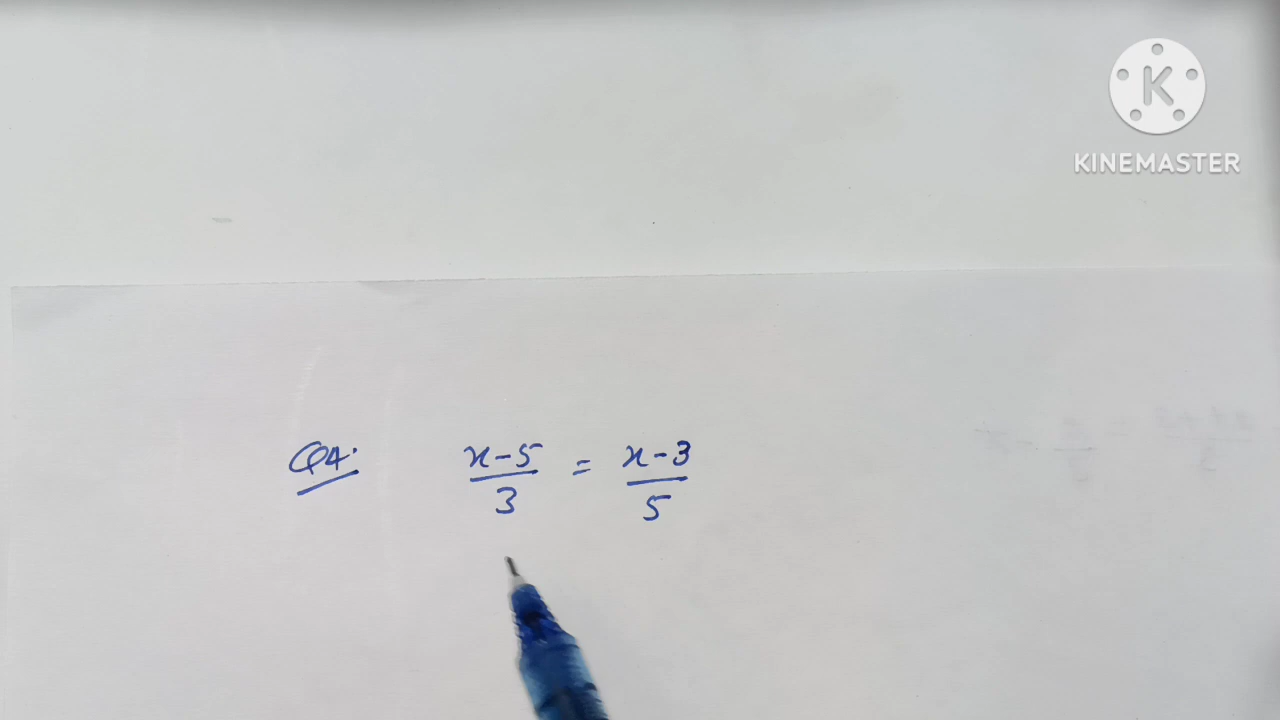 KINEMASTER
Q4. x-5/3 = x-3/5